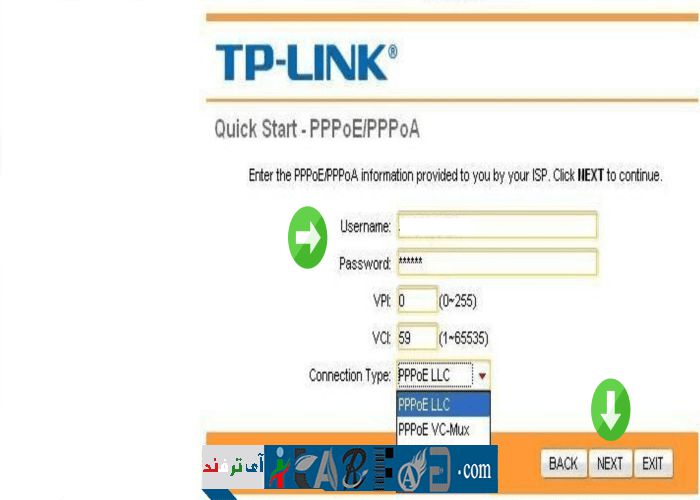 TP-LINK®
Quick Start - PPPoE/PPPoA
Enter the PPPoE/PPPoA information provided to you by your ISP. Click NEXT to continue.
Username:
Password: ******
VPI: 0 (0~255)
VCI: 59 (1~65535)
Connection Type: PPPoE LLC
PPPoE LLC
PPPoE VC-Mux
BACK NEXT EXIT
آی ترفند .com